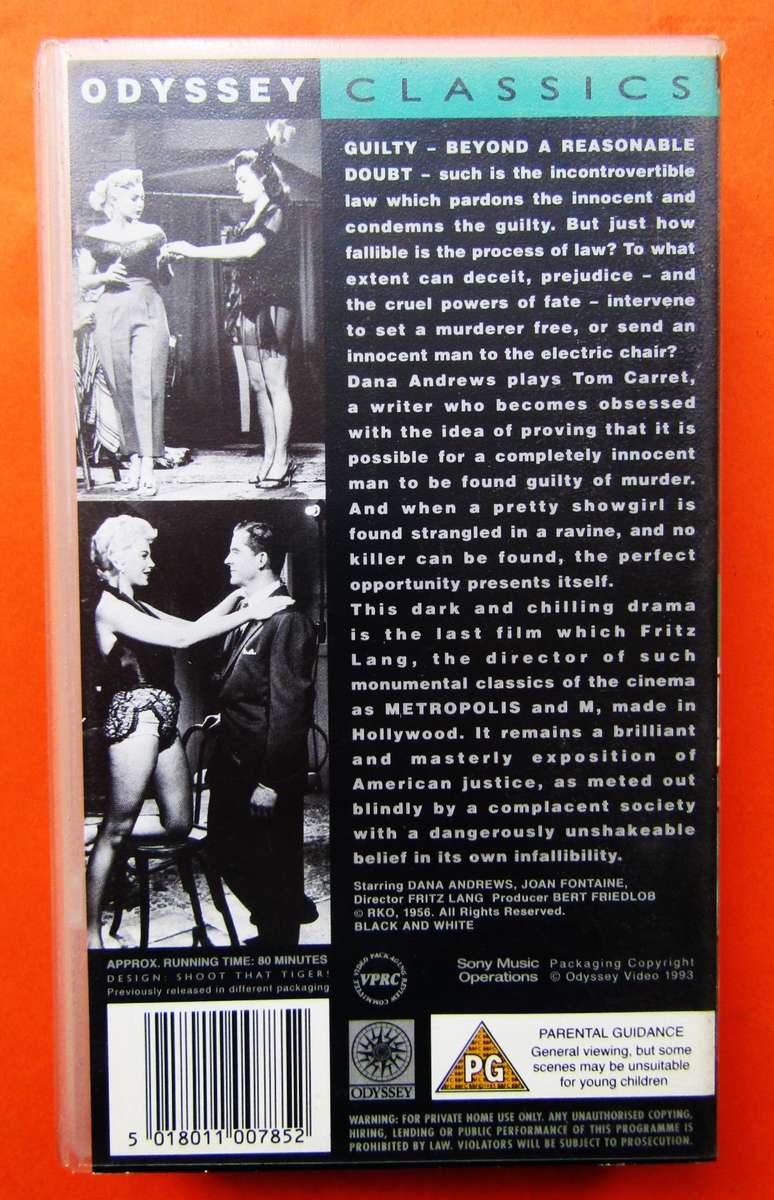 ODYSSEY CLASSICS
GUILTY – BEYOND A REASONABLE
DOUBT – such is the incontrovertible
law which pardons the innocent and
condemns the guilty. But just how
fallible is the process of law? To what
extent can deceit, prejudice – and
the cruel powers of fate – intervene
to set a murderer free, or send an
innocent man to the electric chair?
Dana Andrews plays Tom Carret,
a writer who becomes obsessed
with the idea of proving that it is
possible for a completely innocent
man to be found guilty of murder.
And when a pretty showgirl is
found strangled in a ravine, and no
killer can be found, the perfect
opportunity presents itself.
This dark and chilling drama
is the last film which Fritz
Lang, the director of such
monumental classics of the cinema
as METROPOLIS and M, made in
Hollywood. It remains a brilliant
and masterly exposition of
American justice, as meted out
blindly by a complacent society
with a dangerously unshakeable
belief in its own infallibility.
Starring DANA ANDREWS, JOAN FONTAINE,
Director FRITZ LANG Producer BERT FRIEDLOB
© RKO, 1956. All Rights Reserved.
BLACK AND WHITE
APPROX. RUNNING TIME: 80 MINUTES
DESIGN: SHOOT THAT TIGER!
Previously released in different packaging
VIDEO PACKAGING REVIEW COMMITTEE
VPRC
Sony Music Packaging Copyright
Operations © Odyssey Video 1993
5 018011 007852
ODYSSEY
PG
PARENTAL GUIDANCE
General viewing, but some
scenes may be unsuitable
for young children
WARNING: FOR PRIVATE HOME USE ONLY. ANY UNAUTHORISED COPYING,
HIRING, LENDING OR PUBLIC PERFORMANCE OF THIS PROGRAMME IS
PROHIBITED BY LAW. VIOLATORS WILL BE SUBJECT TO PROSECUTION.